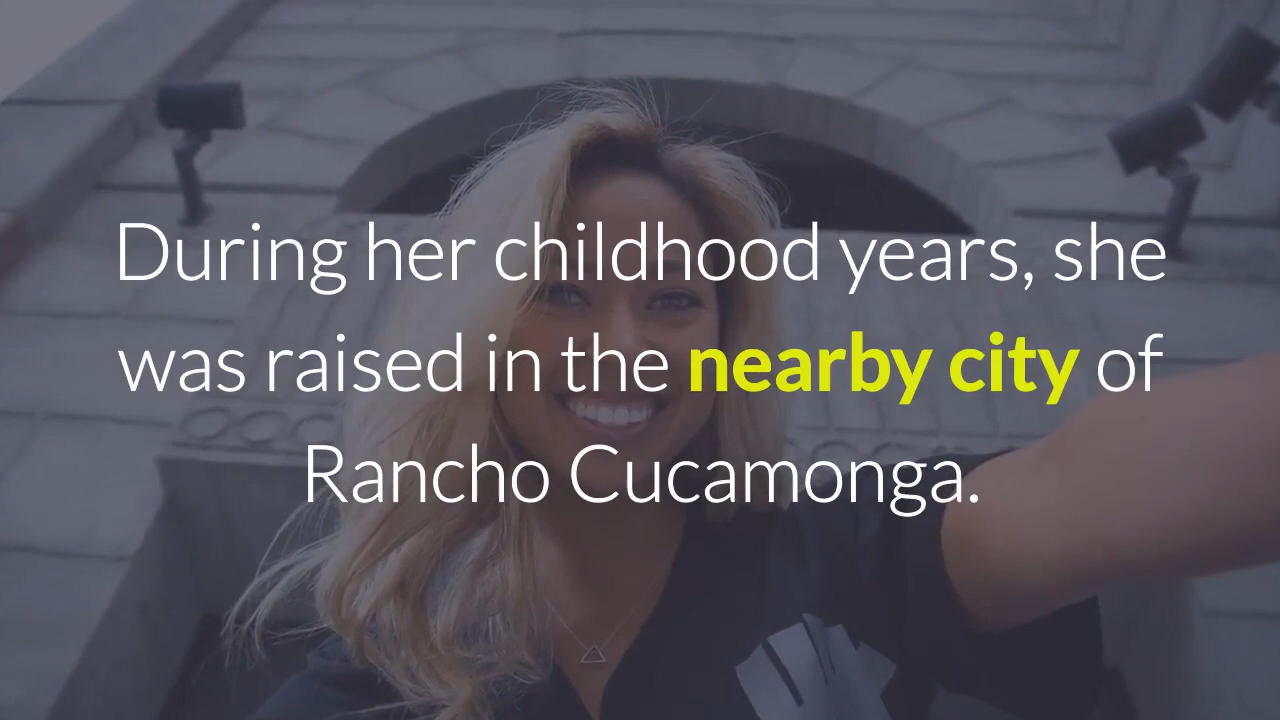 During her childhood years, she
was raised in the nearby city of
Rancho Cucamonga.